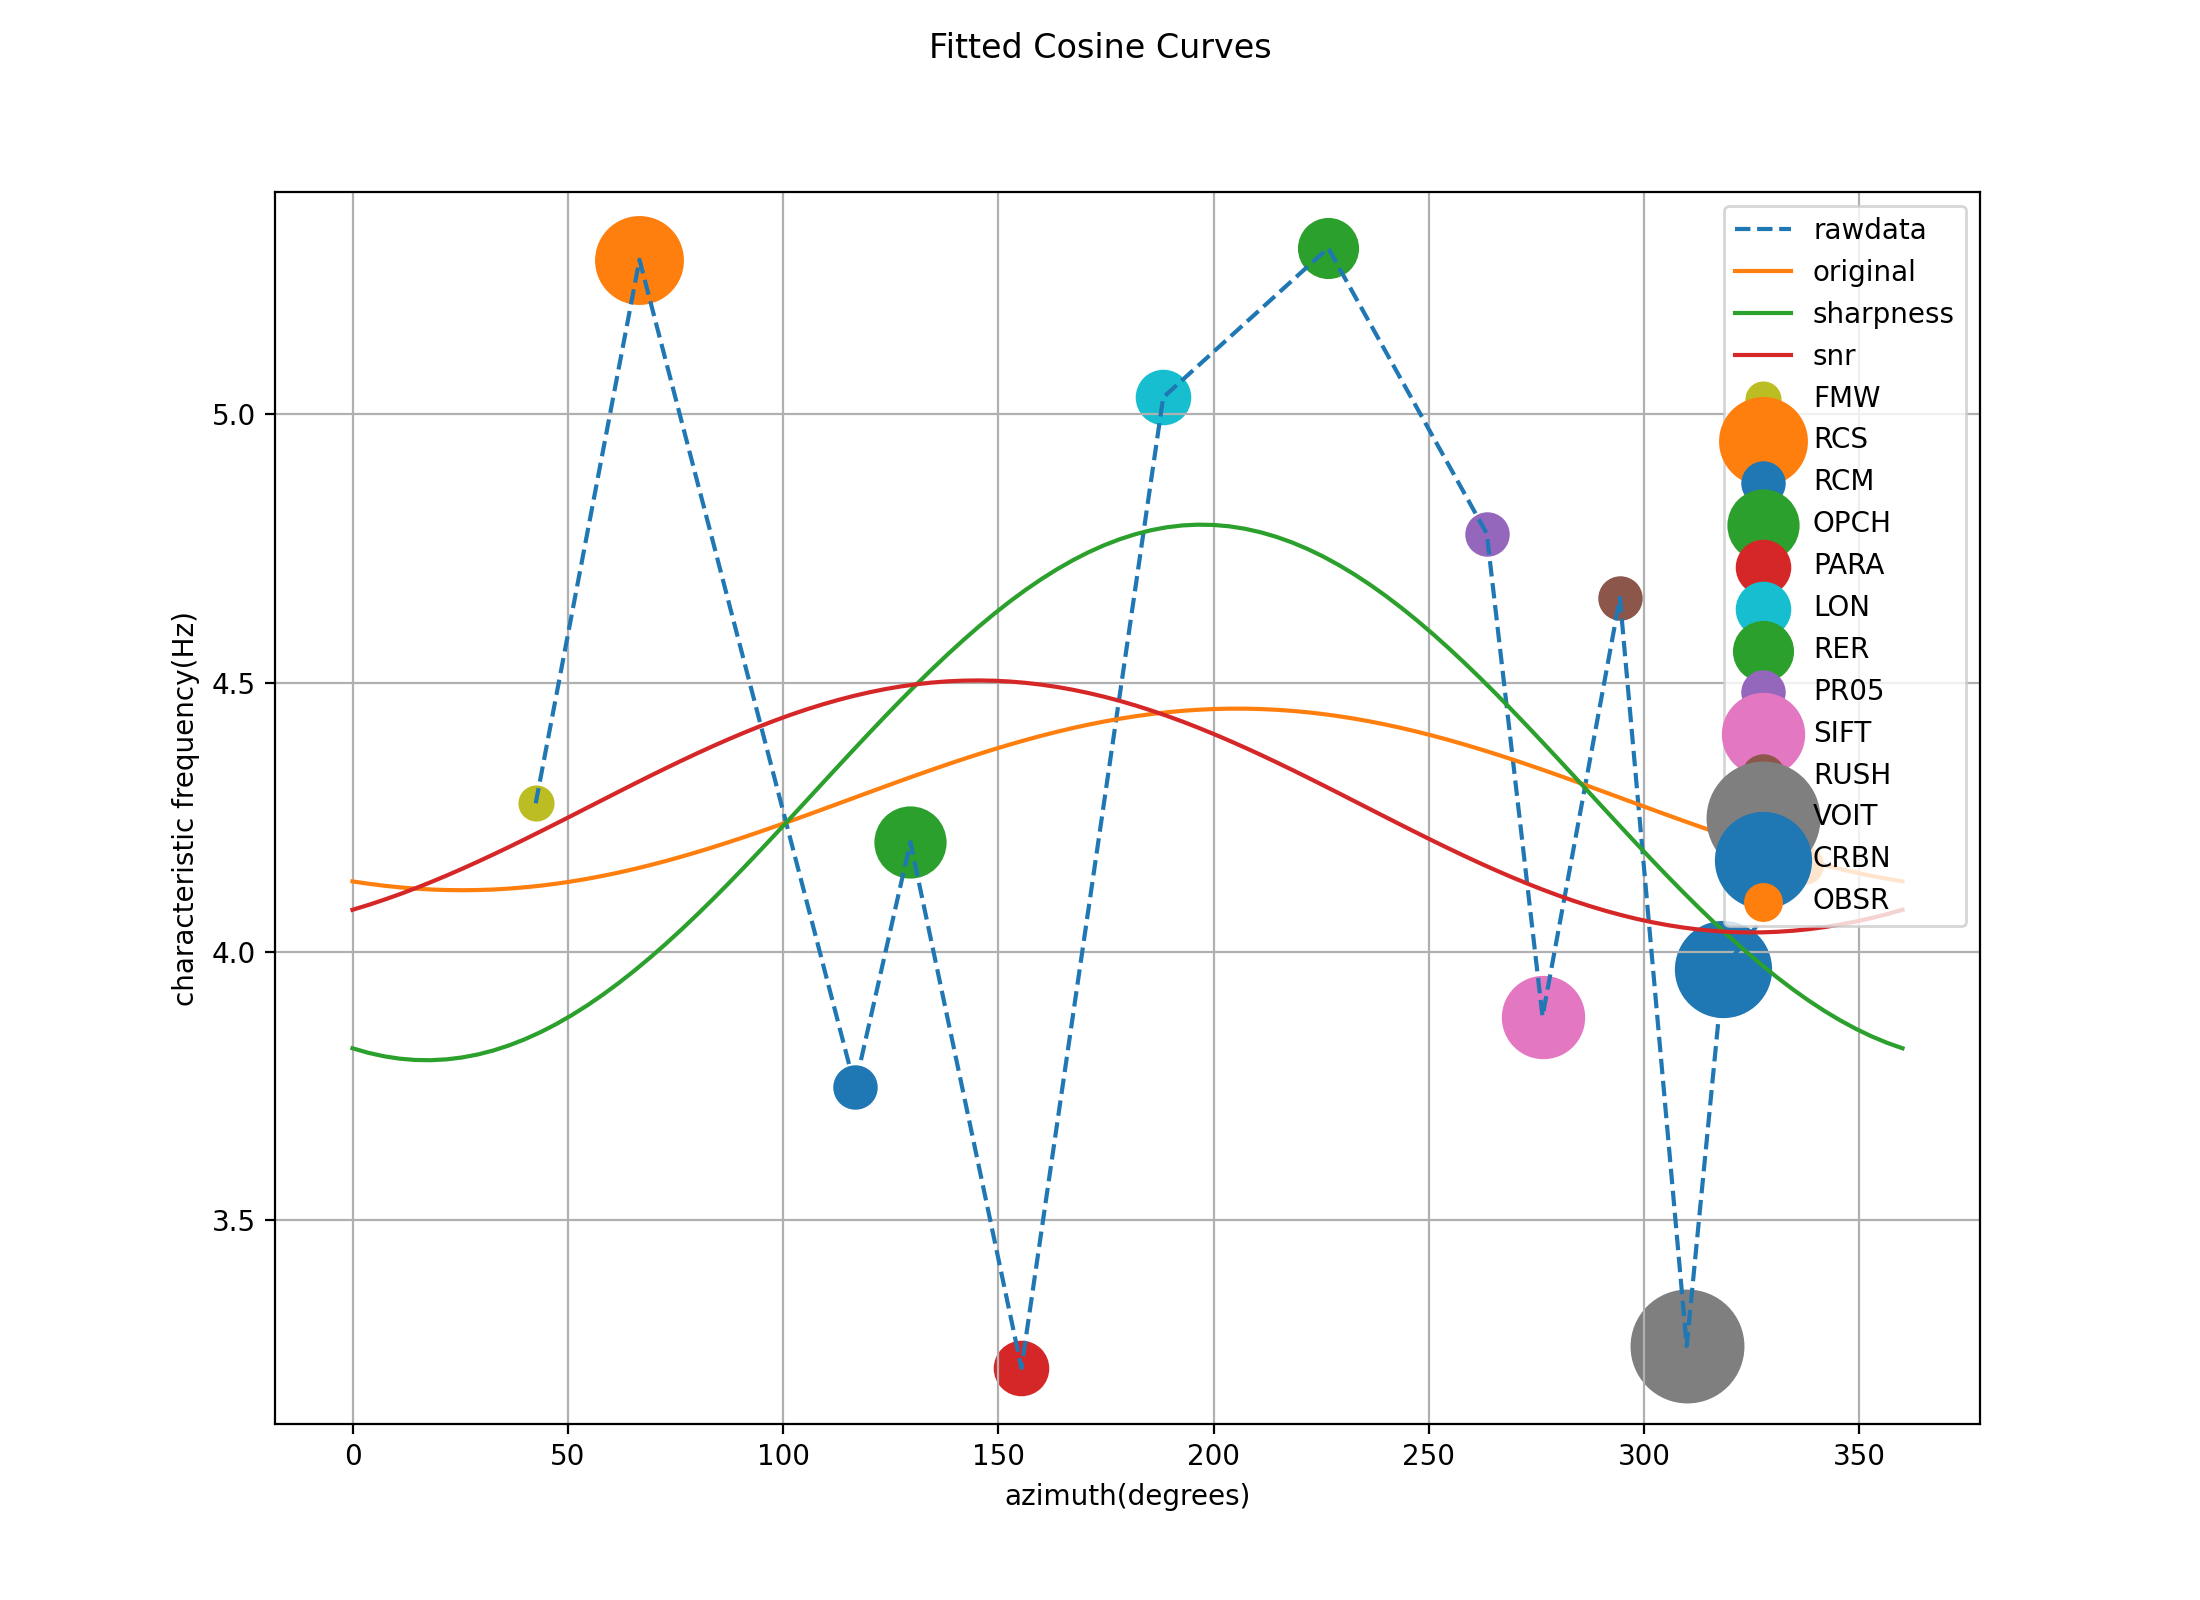 Fitted Cosine Curves
rawdata
original
sharpness
snr
FMW
RCS
RCM
OPCH
PARA
LON
RER
PR05
SIFT
RUSH
VOIT
CRBN
OBSR
characteristic frequency(Hz)
5.0
4.5
4.0
3.5
0 50 100 150 200 250 300 350
azimuth(degrees)